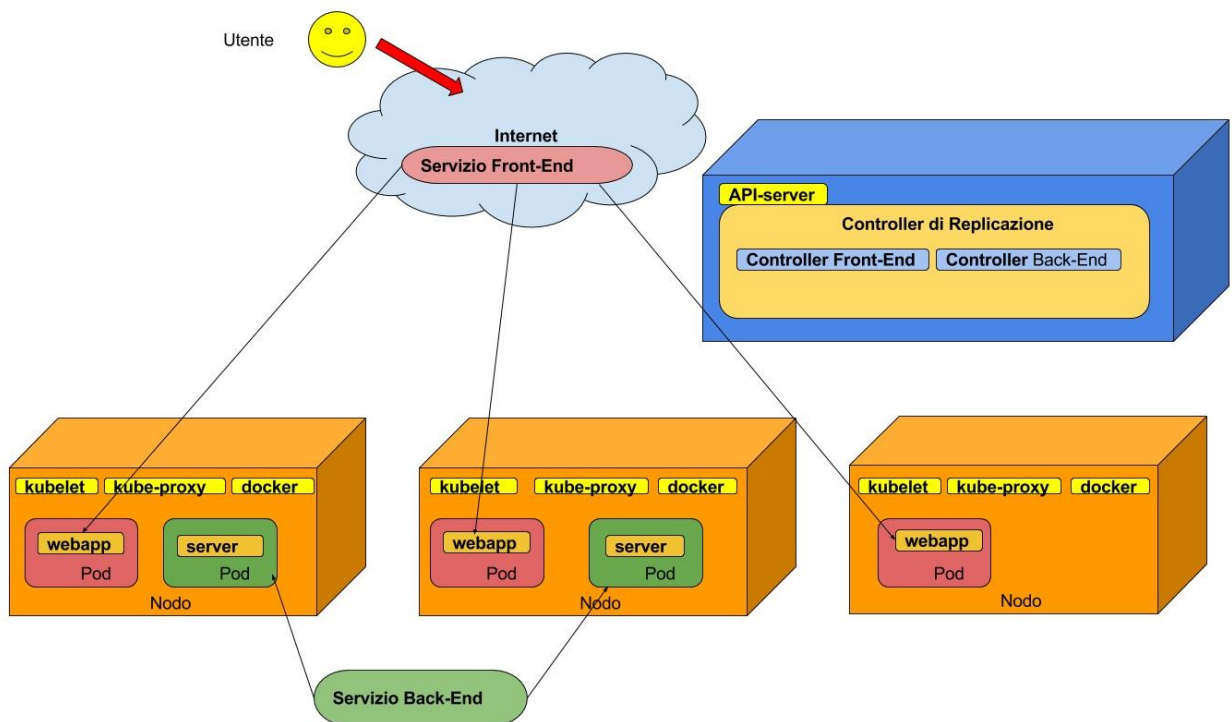 Utente
Internet
Servizio Front-End
API-server
Controller di Replicazione
Controller Front-End
Controller Back-End
kubelet
kube-proxy
docker
webapp
Pod
server
Pod
Nodo
kubelet
kube-proxy
docker
webapp
Pod
server
Pod
Nodo
kubelet
kube-proxy
docker
webapp
Pod
Nodo
Servizio Back-End